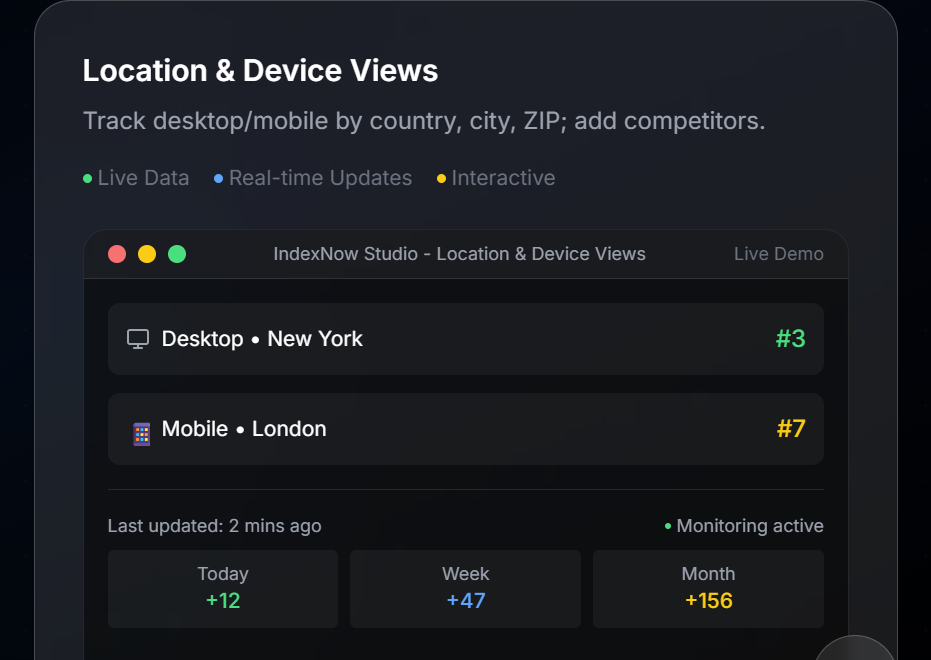 Location & Device Views
Track desktop/mobile by country, city, ZIP; add competitors.
Live Data Real-time Updates Interactive
IndexNow Studio - Location & Device Views Live Demo
Desktop • New York #3
Mobile • London #7
Last updated: 2 mins ago Monitoring active
Today Week Month
+12 +47 +156